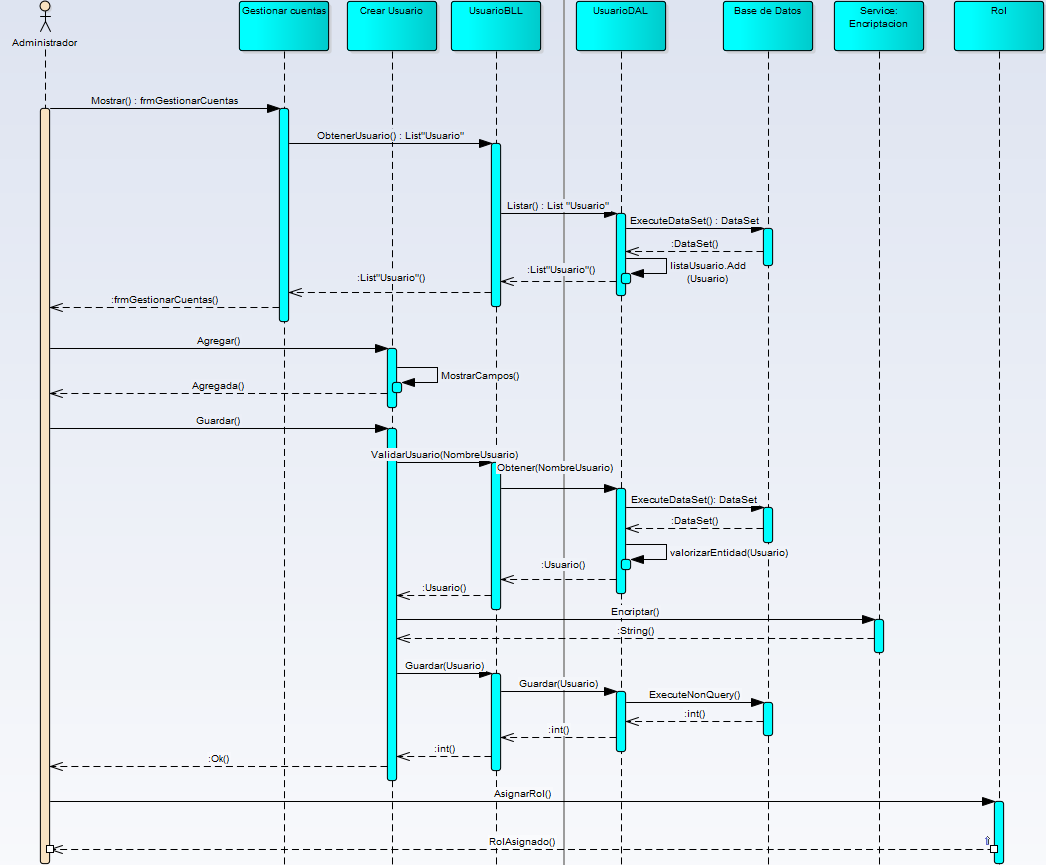 Gestionar cuentas
Crear Usuario
UsuarioBLL
UsuarioDAL
Base de Datos
Service:
Encriptacion
Rol
Administrador
Mostrar() : frmGestionarCuentas
ObtenerUsuario() : List"Usuario"
Listar() : List "Usuario"
ExecuteDataSet() : DataSet
:DataSet()
listaUsuario.Add
(Usuario)
:List"Usuario"()
:List"Usuario"()
:frmGestionarCuentas()
Agregar()
MostrarCampos()
Agregada()
Guardar()
ValidarUsuario(NombreUsuario)
Obtener(NombreUsuario)
ExecuteDataSet(): DataSet
:DataSet()
valorizarEntidad(Usuario)
:Usuario()
:Usuario()
Encriptar()
:String()
Guardar(Usuario)
Guardar(Usuario)
ExecuteNonQuery()
:int()
:int()
:int()
:Ok()
AsignarRol()
RolAsignado()